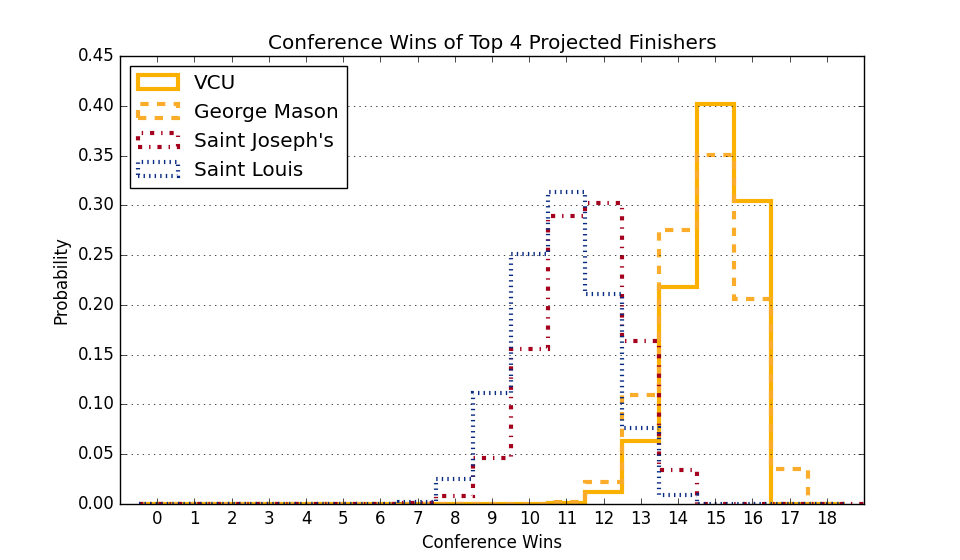 Conference Wins of Top 4 Projected Finishers
0.45
0.40
0.35
0.30
0.25
0.20
0.15
0.10
0.05
0.00
Probability
VCU
George Mason
Saint Joseph's
Saint Louis
0 1 2 3 4 5 6 7 8 9 10 11 12 13 14 15 16 17 18
Conference Wins